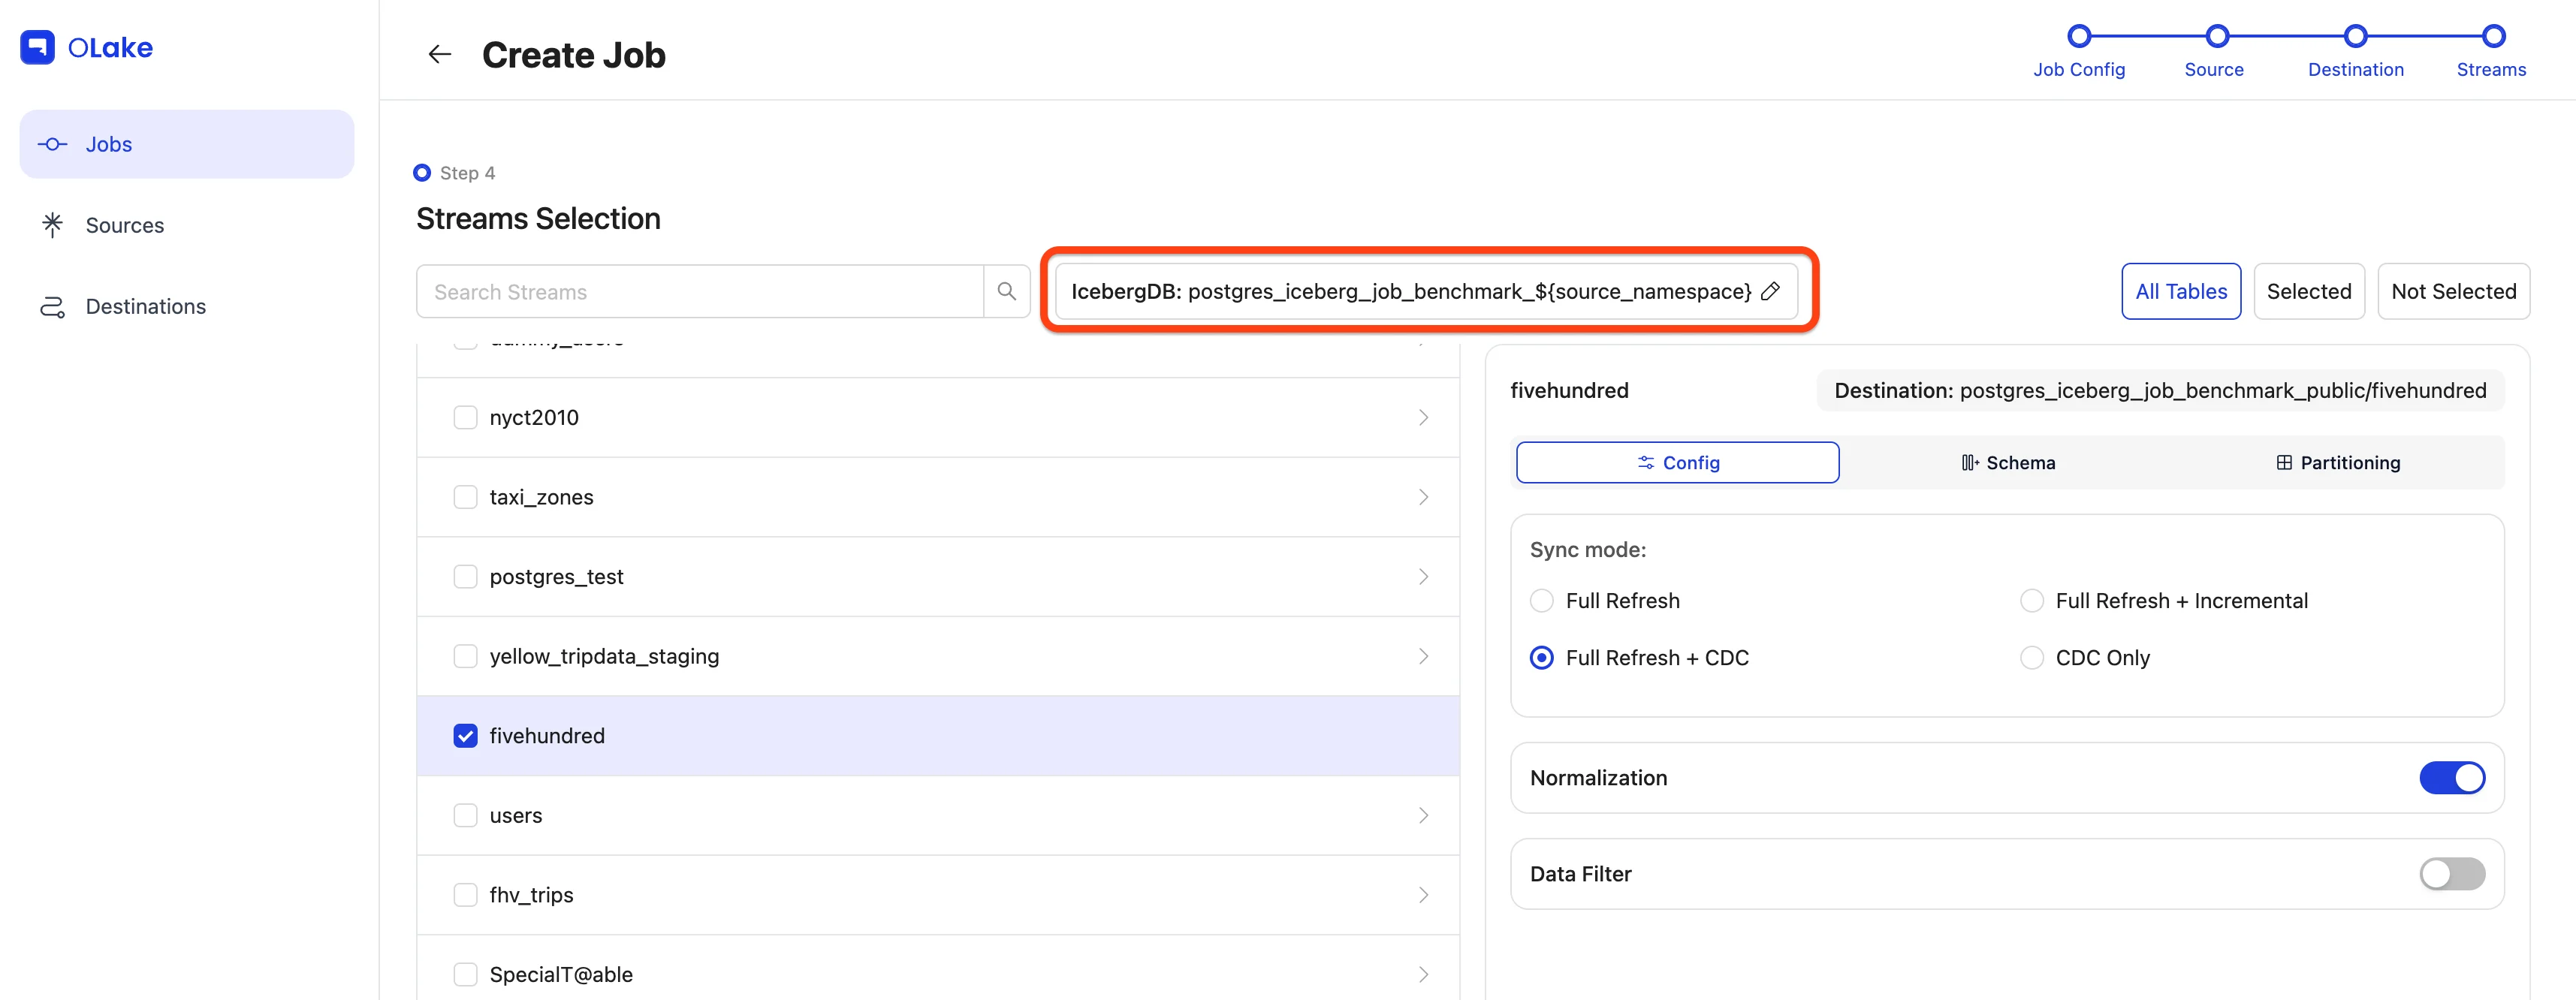 OLake
Create Job
Job Config
Source
Destination
Streams
Jobs
Sources
Destinations
Step 4
Streams Selection
Search Streams
IcebergDB: postgres_iceberg_job_benchmark_${source_namespace}
All Tables
Selected
Not Selected
nyct2010
taxi_zones
postgres_test
yellow_tripdata_staging
fivehundred
users
fhv_trips
SpecialT@able
fivehundred
Destination: postgres_iceberg_job_benchmark_public/fivehundred
Config
Schema
Partitioning
Sync mode:
Full Refresh
Full Refresh + Incremental
Full Refresh + CDC
CDC Only
Normalization
Data Filter